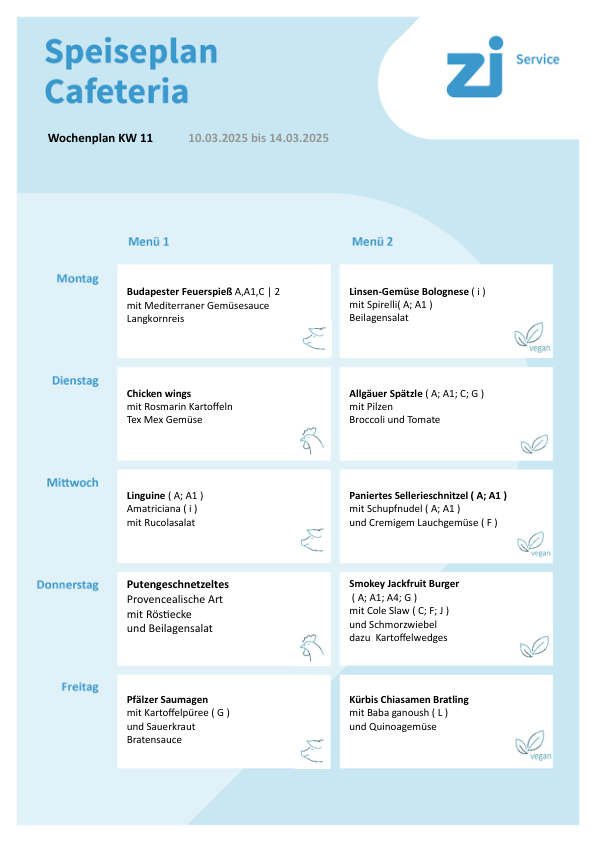 Speiseplan
Cafeteria
zi Service
Wochenplan KW 11 10.03.2025 bis 14.03.2025
Menü 1 Menü 2
Montag
Budapester Feuerspieß A,A1,C | 2
mit Mediterraner Gemüsesauce
Langkornreis
Linsen-Gemüse Bolognese ( i )
mit Spirelli( A; A1 )
Beilagensalat
vegan
Dienstag
Chicken wings
mit Rosmarin Kartoffeln
Tex Mex Gemüse
Allgäuer Spätzle ( A; A1; C; G )
mit Pilzen
Broccoli und Tomate
Mittwoch
Linguine ( A; A1 )
Amatriciana ( i )
mit Rucolasalat
Paniertes Sellerieschnitzel ( A; A1 )
mit Schupfnudel ( A; A1 )
und Cremigem Lauchgemüse ( F )
vegan
Donnerstag
Putengeschnetzeltes
Provencealische Art
mit Röstiecke
und Beilagensalat
Smokey Jackfruit Burger
( A; A1; A4; G )
mit Cole Slaw ( C; F; J )
und Schmorzwiebel
dazu Kartoffelwedges
Freitag
Pfälzer Saumagen
mit Kartoffelpüree ( G )
und Sauerkraut
Bratensauce
Kürbis Chiasamen Bratling
mit Baba ganoush ( L )
und Quinoagemüse
vegan